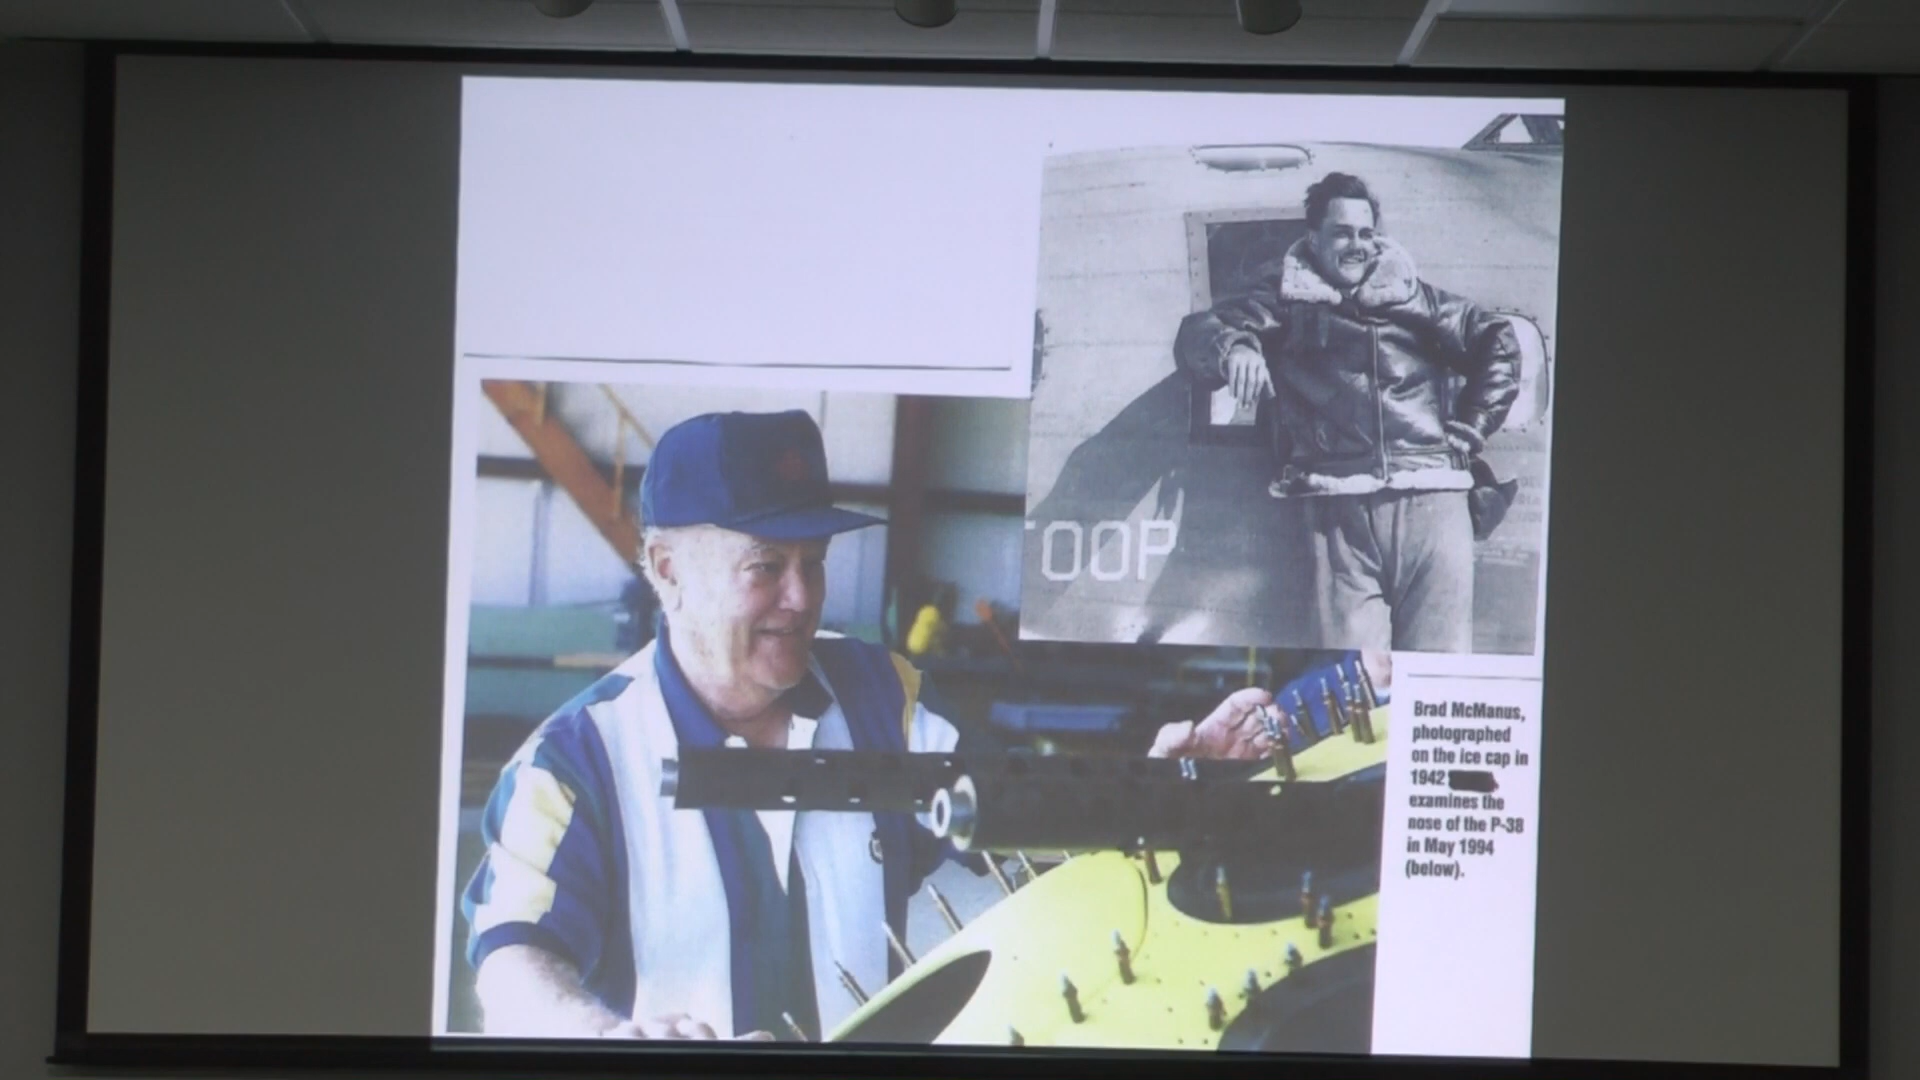 OOP
Brad McManus,
photographed
on the ice cap in
1942
examines the
nose of the P-38
in May 1994
(below).